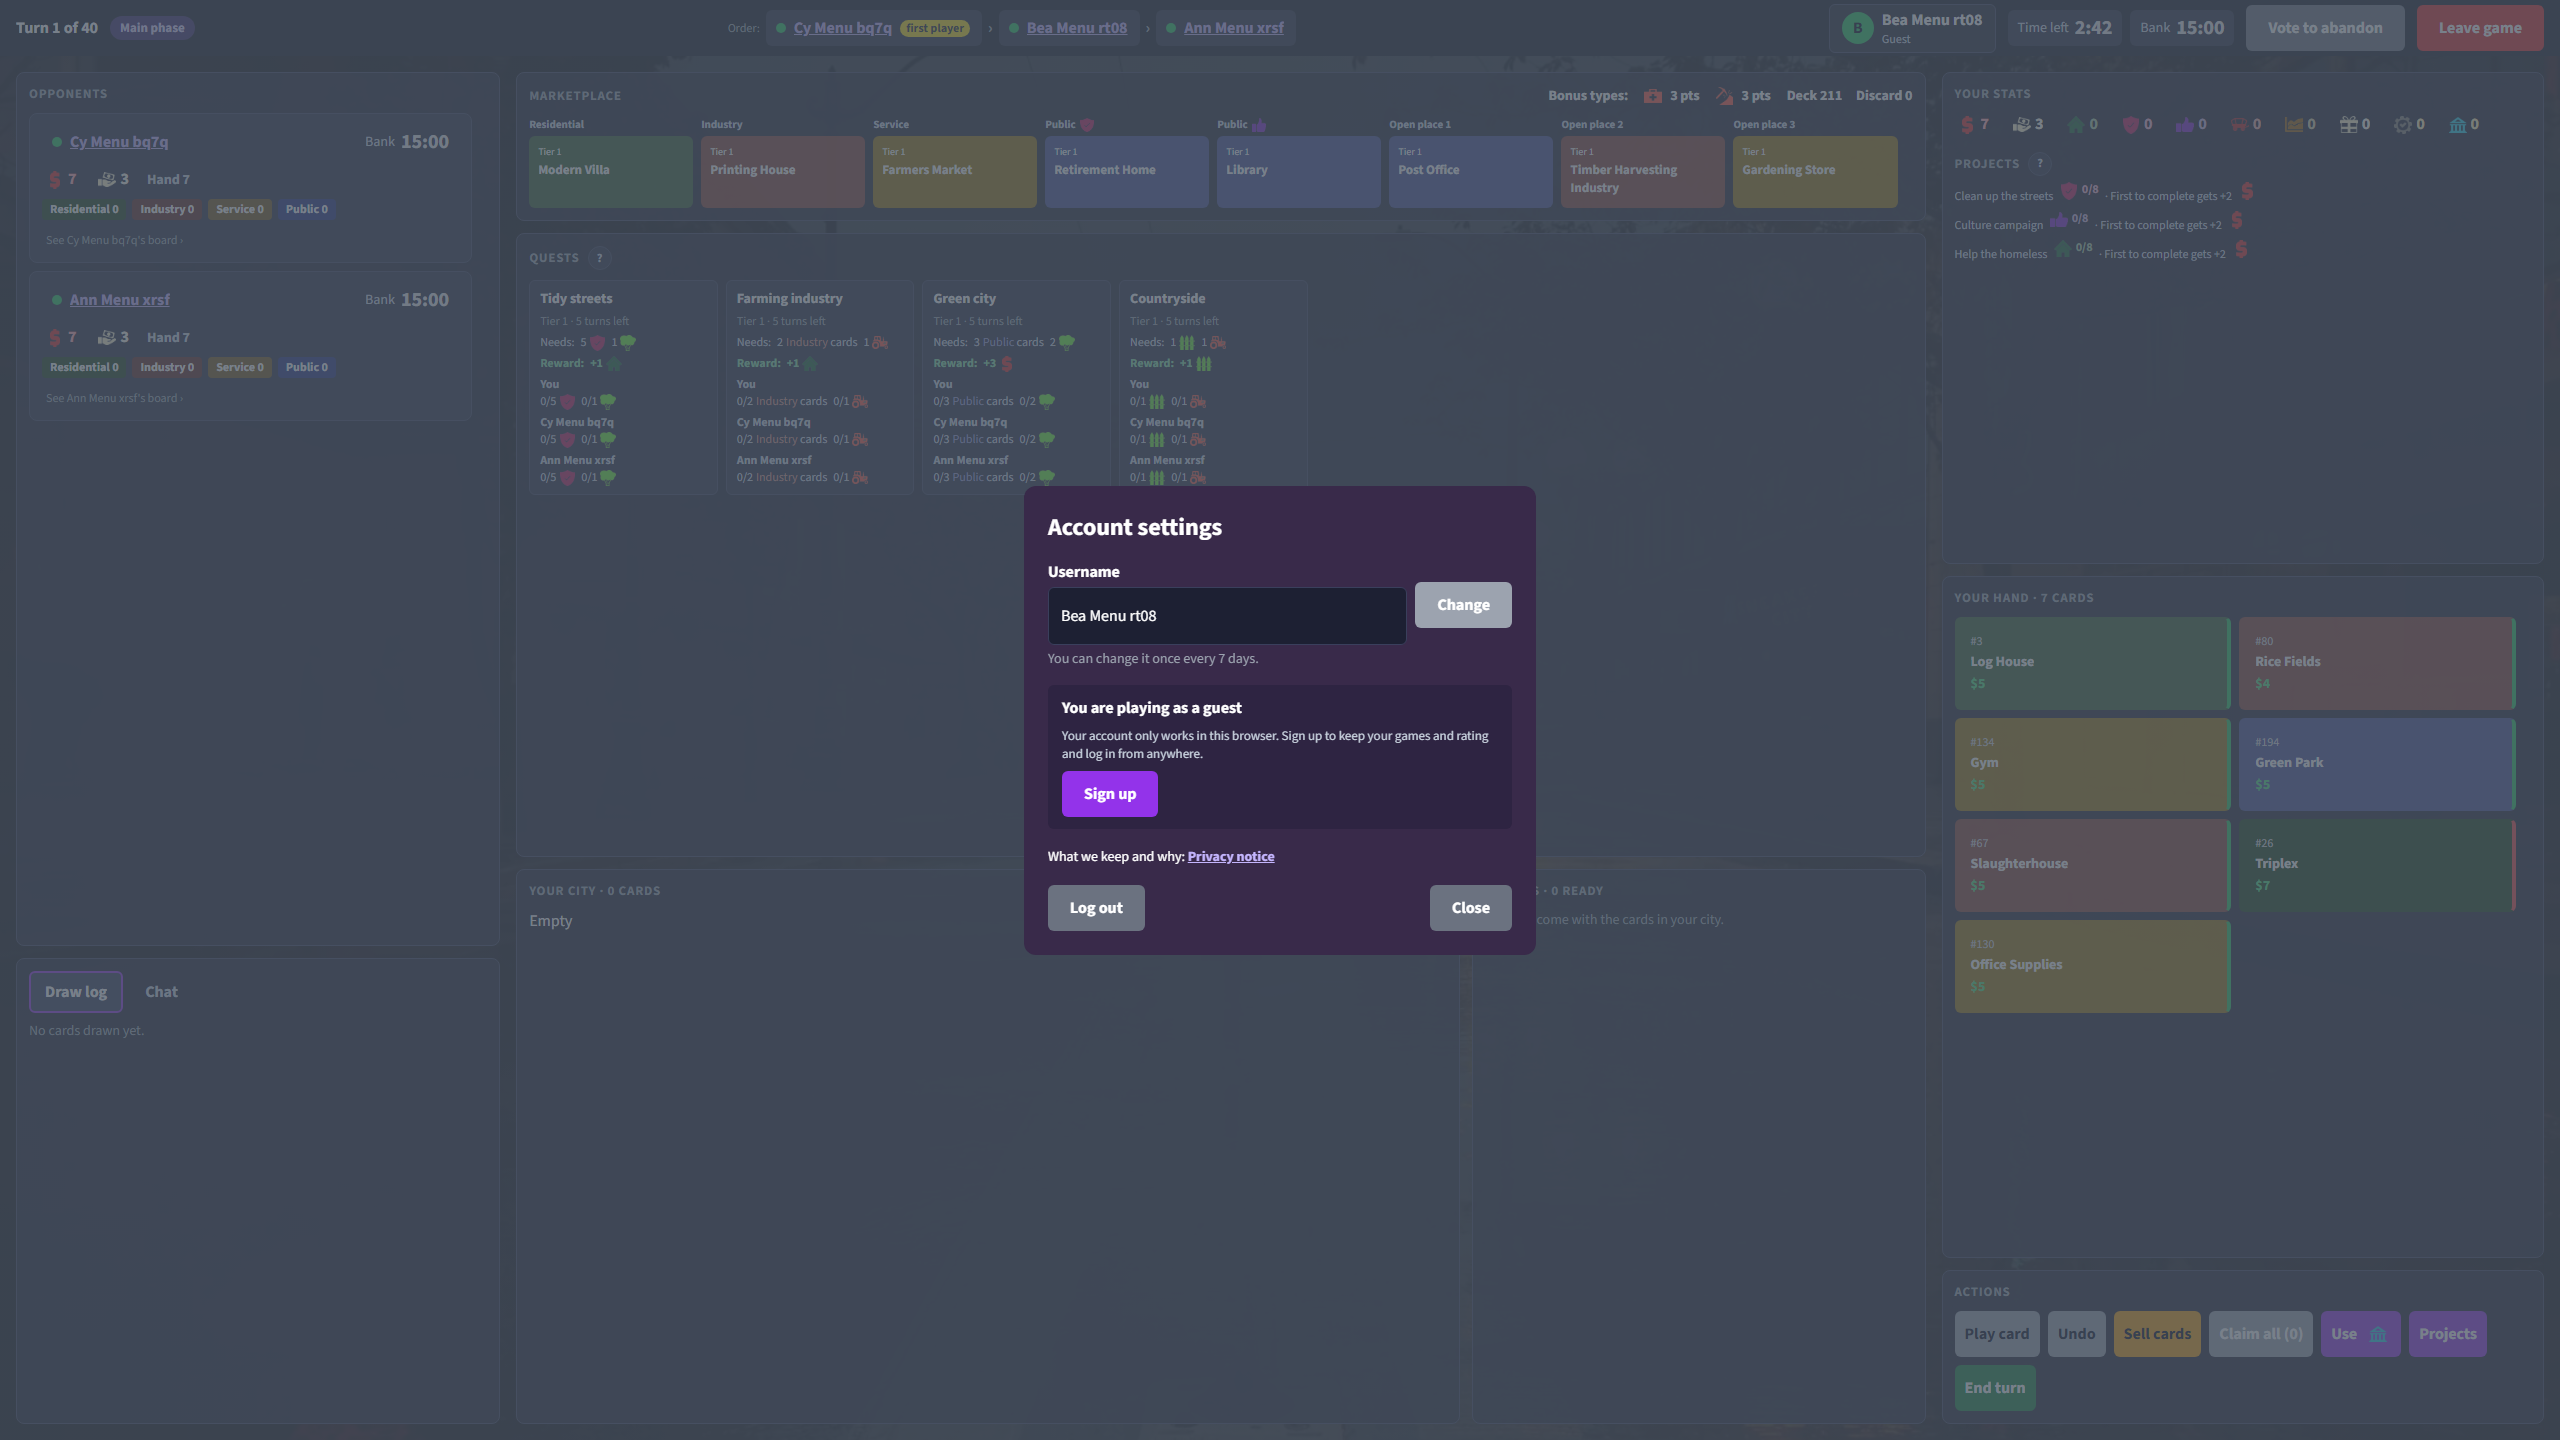 Turn 1 of 40 Main phase
Order: Cy Menu bq7q first player › Bea Menu rt08 › Ann Menu xrsf
B Bea Menu rt08
Guest
Time left 2:42 Bank 15:00 Vote to abandon Leave game
OPPONENTS
Cy Menu bq7q Bank 15:00
7 3 Hand 7
Residential 0 Industry 0 Service 0 Public 0
See Cy Menu bq7q's board ›
Ann Menu xrsf Bank 15:00
7 3 Hand 7
Residential 0 Industry 0 Service 0 Public 0
See Ann Menu xrsf's board ›
Draw log Chat
No cards drawn yet.
MARKETPLACE Bonus types: 3 pts 3 pts Deck 211 Discard 0
Residential Industry Service Public Public Open place 1 Open place 2 Open place 3
Tier 1 Tier 1 Tier 1 Tier 1 Tier 1 Tier 1 Tier 1 Tier 1
Modern Villa Printing House Farmers Market Retirement Home Library Post Office Timber Harvesting Gardening Store
Industry
QUESTS ?
Tidy streets
Tier 1 · 5 turns left
Needs: 5 1
Reward: +1
You
0/5 0/1
Cy Menu bq7q
0/5 0/1
Ann Menu xrsf
0/5 0/1
Farming industry
Tier 1 · 5 turns left
Needs: 2 Industry cards 1
Reward: +1
You
0/2 Industry cards 0/1
Cy Menu bq7q
0/2 Industry cards 0/1
Ann Menu xrsf
0/2 Industry cards 0/1
Green city
Tier 1 · 5 turns left
Needs: 3 Public cards 2
Reward: +3
You
0/3 Public cards 0/2
Cy Menu bq7q
0/3 Public cards 0/2
Ann Menu xrsf
0/3 Public cards 0/2
Countryside
Tier 1 · 5 turns left
Needs: 1 1
Reward: +1
You
0/1 0/1
Cy Menu bq7q
0/1 0/1
Ann Menu xrsf
0/1 0/1
Account settings
Username
Bea Menu rt08 Change
You can change it once every 7 days.
You are playing as a guest
Your account only works in this browser. Sign up to keep your games and rating
and log in from anywhere.
Sign up
What we keep and why: Privacy notice
Log out Close
YOUR CITY · 0 CARDS
Empty
· 0 READY
come with the cards in your city.
YOUR STATS
7 3 0 0 0 0 0 0 0 0
PROJECTS ?
Clean up the streets 0/8 · First to complete gets +2
Culture campaign 0/8 · First to complete gets +2
Help the homeless 0/8 · First to complete gets +2
YOUR HAND · 7 CARDS
#3
Log House
$5
#80
Rice Fields
$4
#134
Gym
$5
#194
Green Park
$5
#67
Slaughterhouse
$5
#26
Triplex
$7
#130
Office Supplies
$5
ACTIONS
Play card Undo Sell cards Claim all (0) Use Projects
End turn